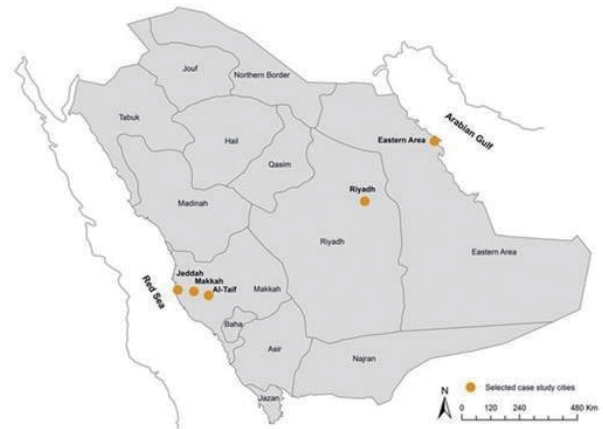 Jouf
Northern Border
Tabuk
Arabian Gulf
Hail
Eastern Area
Qasim
Riyadh
Madinah
Riyadh
Eastern Area
Jeddah
Makkah
Al-Taif
Makkah
Red Sea
Baha
Asir
Najran
Jazan
N
Selected case study cities
0 120 240 480 Km